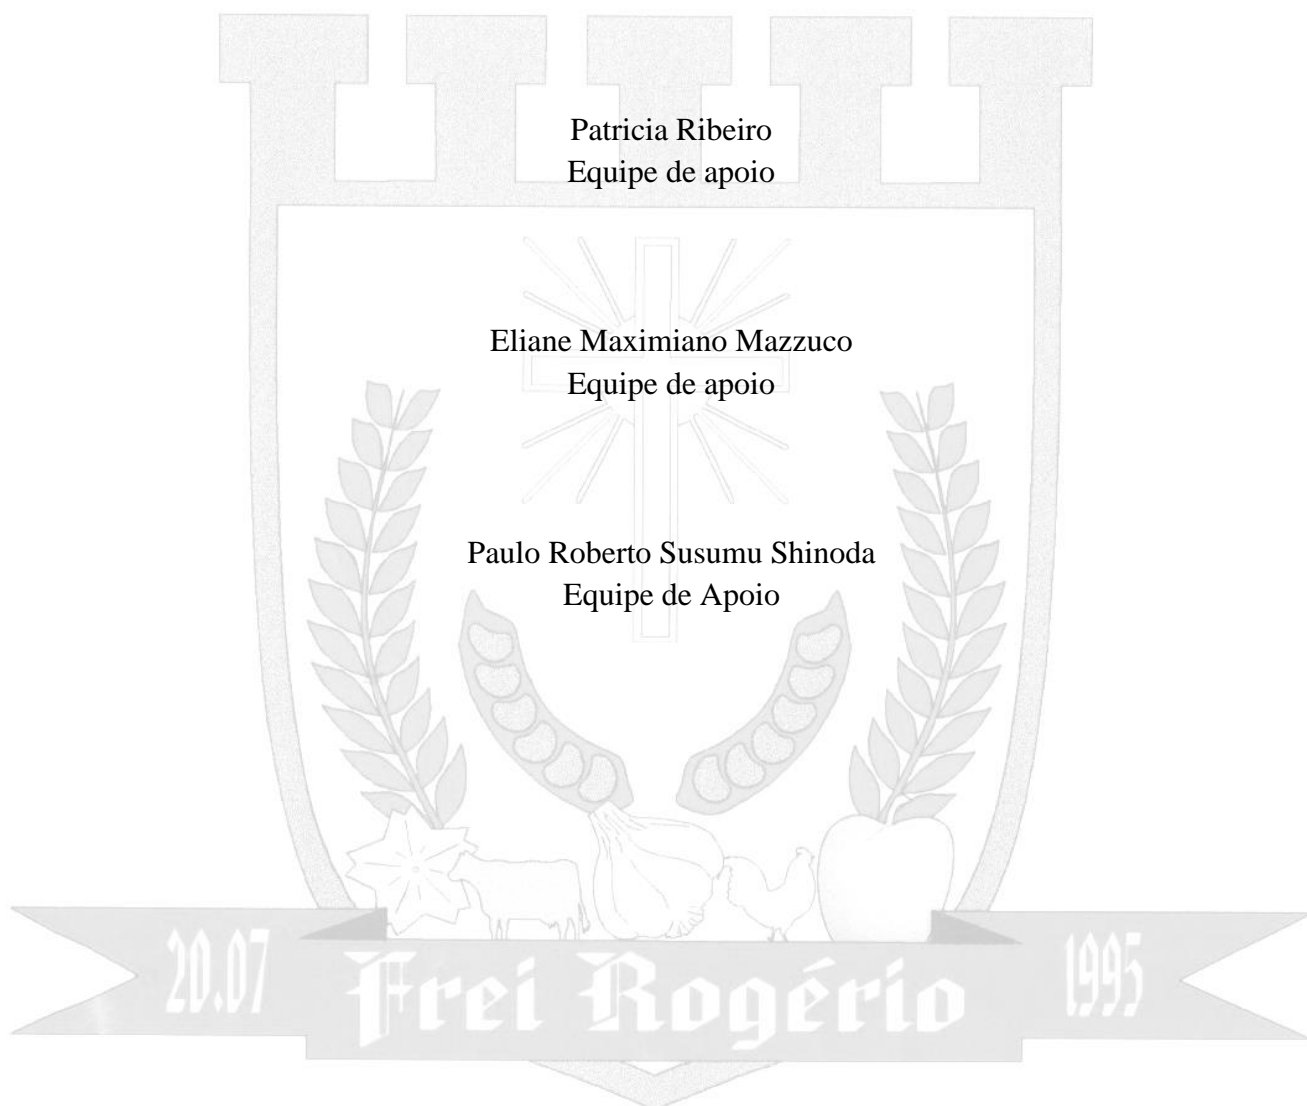 Patricia Ribeiro
Equipe de apoio
Eliane Maximiano Mazzuco
Equipe de apoio
Paulo Roberto Susumu Shinoda
Equipe de Apoio
20.07 Frei Rogério 1995